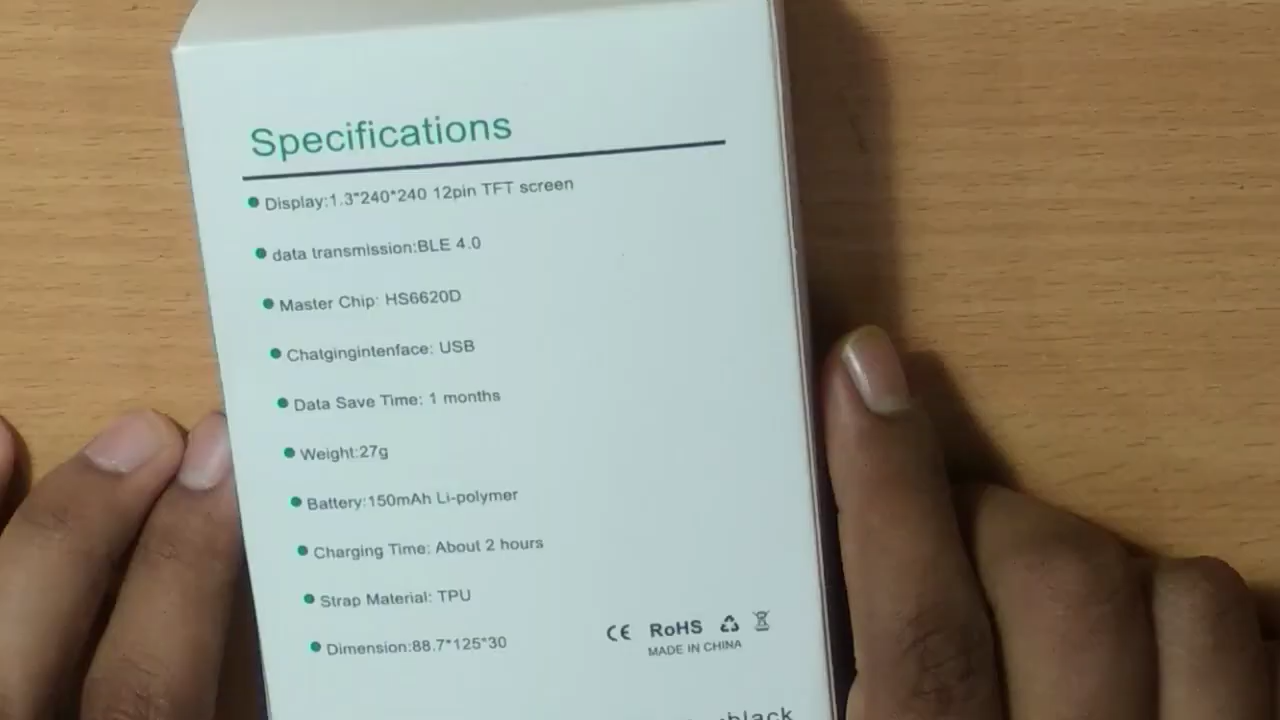 Specifications
Display:1.3*240*240 12pin TFT screen
data transmission:BLE 4.0
Master Chip: HS6620D
Chatgingintenface: USB
Data Save Time: 1 months
Weight:27g
Battery:150mAh Li-polymer
Charging Time: About 2 hours
Strap Material: TPU
Dimension:88.7*125*30
CE RoHS
MADE IN CHINA
black